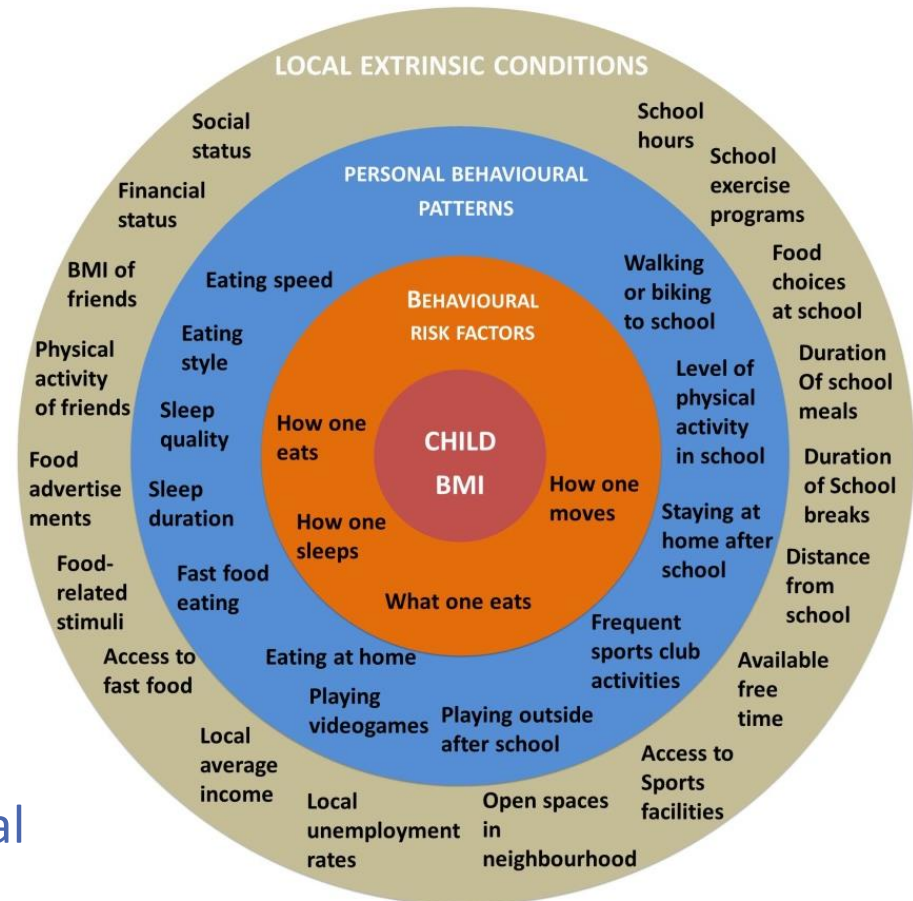 LOCAL EXTRINSIC CONDITIONS
Social
status
Financial
status
BMI of
friends
Physical
activity
of friends
Food
advertise
ments
Food-
related
stimuli
Access to
fast food
Local
average
income
Local
unemployment
rates
Open spaces
in
neighbourhood
Access to
Sports
facilities
Available
free
time
Distance
from
school
Duration
of School
breaks
Duration
Of school
meals
Food
choices
at school
School
exercise
programs
School
hours
PERSONAL BEHAVIOURAL
PATTERNS
Eating speed
Eating
style
Sleep
quality
Sleep
duration
Fast food
eating
Eating at home
Playing
videogames
Playing outside
after school
Frequent
sports club
activities
Staying at
home after
school
Level of
physical
activity
in school
Walking
or biking
to school
BEHAVIOURAL
RISK FACTORS
How one
eats
How one
sleeps
What one eats
How one
moves
CHILD
BMI
al